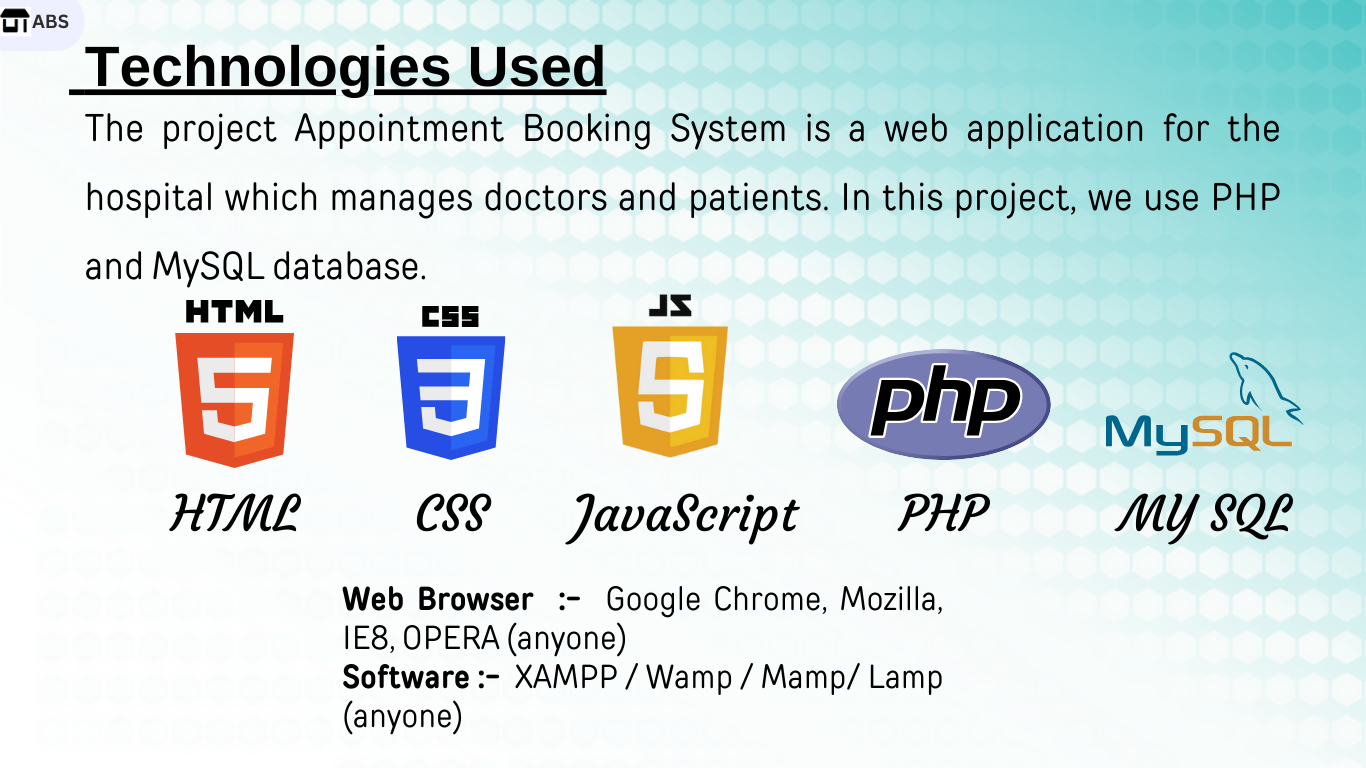 ABS
Technologies Used
The project Appointment Booking System is a web application for the
hospital which manages doctors and patients. In this project, we use PHP
and MySQL database.
HTML CSS JS
5 3 S php MySQL
HTML CSS JavaScript PHP MY SQL
Web Browser :- Google Chrome, Mozilla,
IE8, OPERA (anyone)
Software :- XAMPP / Wamp / Mamp/ Lamp
(anyone)